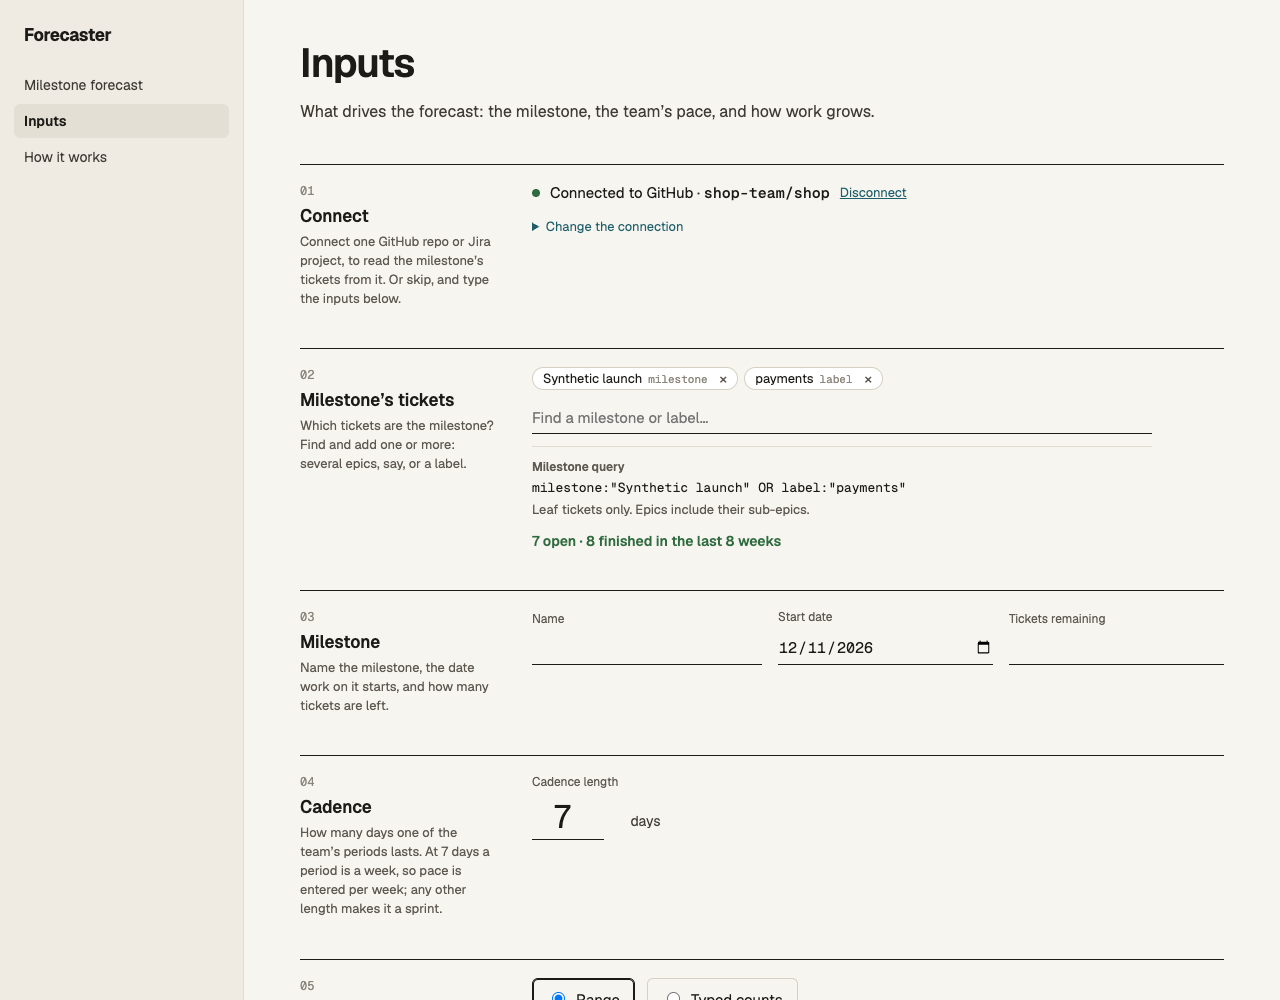 Forecaster
Milestone forecast
Inputs
How it works
Inputs
What drives the forecast: the milestone, the team’s pace, and how work grows.
01
Connect
Connect one GitHub repo or Jira
project, to read the milestone’s
tickets from it. Or skip, and type
the inputs below.
Connected to GitHub · shop-team/shop Disconnect
▶ Change the connection
02
Milestone’s tickets
Which tickets are the milestone?
Find and add one or more:
several epics, say, or a label.
Synthetic launch milestone × payments label ×
Find a milestone or label…
Milestone query
milestone:"Synthetic launch" OR label:"payments"
Leaf tickets only. Epics include their sub-epics.
7 open · 8 finished in the last 8 weeks
03
Milestone
Name the milestone, the date
work on it starts, and how many
tickets are left.
Name
Start date
12/11/2026
Tickets remaining
04
Cadence
How many days one of the
team’s periods lasts. At 7 days a
period is a week, so pace is
entered per week; any other
length makes it a sprint.
Cadence length
7 days
05
Range
Typed counts